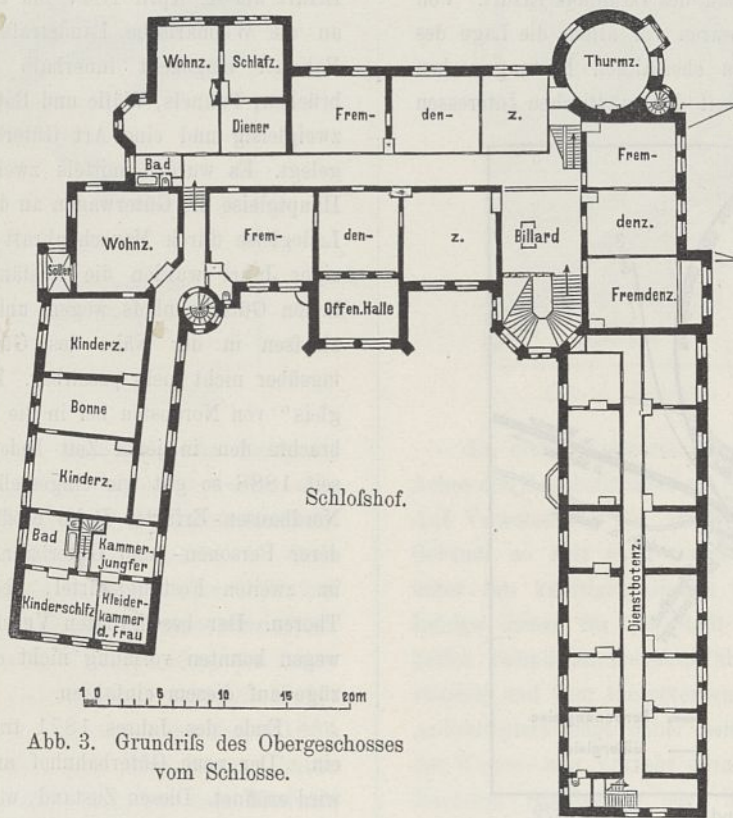 Wohnz.
Schlafz.
Thurmz.
Diener
Frem-
den-
z.
Bad
Frem-
Wohnz.
Frem-
den-
z.
Billard
denz.
Söller
Offen. Halle
Fremdenz.
Kinderz.
Bonne
Kinderz.
Schloſshof.
Bad
Kammer-
jungfer
Dienstbotenz.
Kinderschlfz.
Kleider-
kammer
d. Frau
1 0 5 10 15 20m
Abb. 3. Grundriſs des Obergeschosses
vom Schlosse.